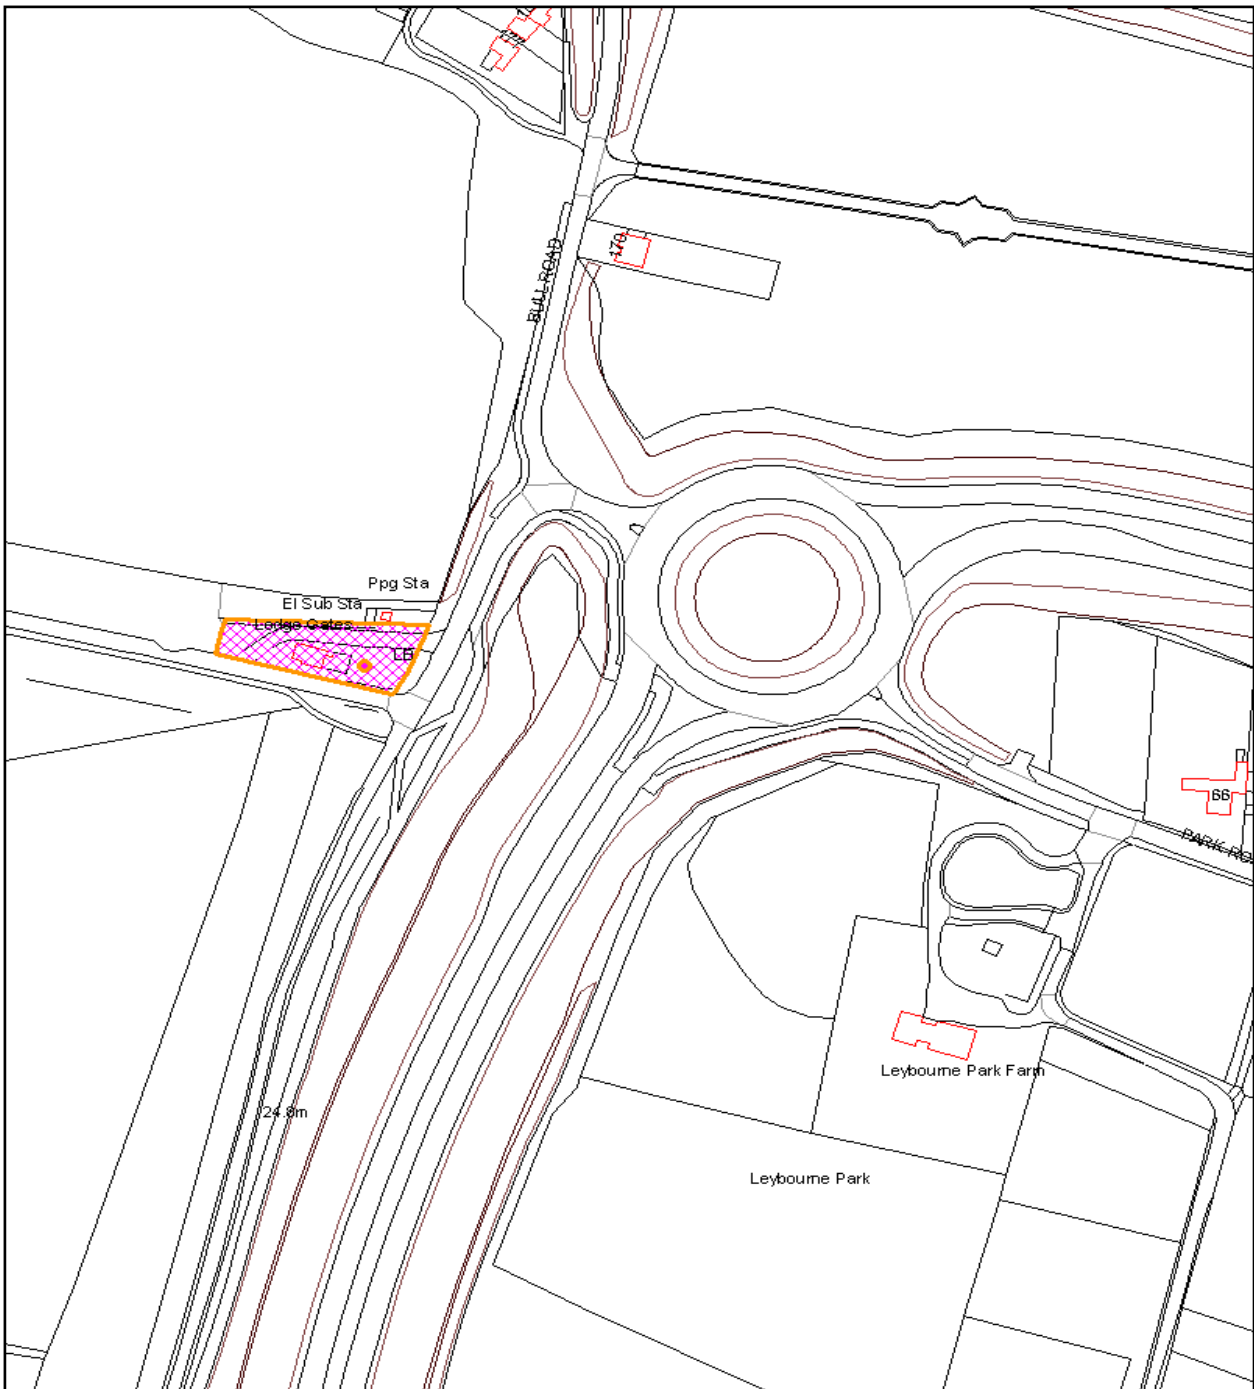 BULL ROAD
170
Ppg Sta
El Sub Sta
Lodge Gates
LB
66
PARK RO
Leybourne Park Farm
24.8m
Leybourne Park